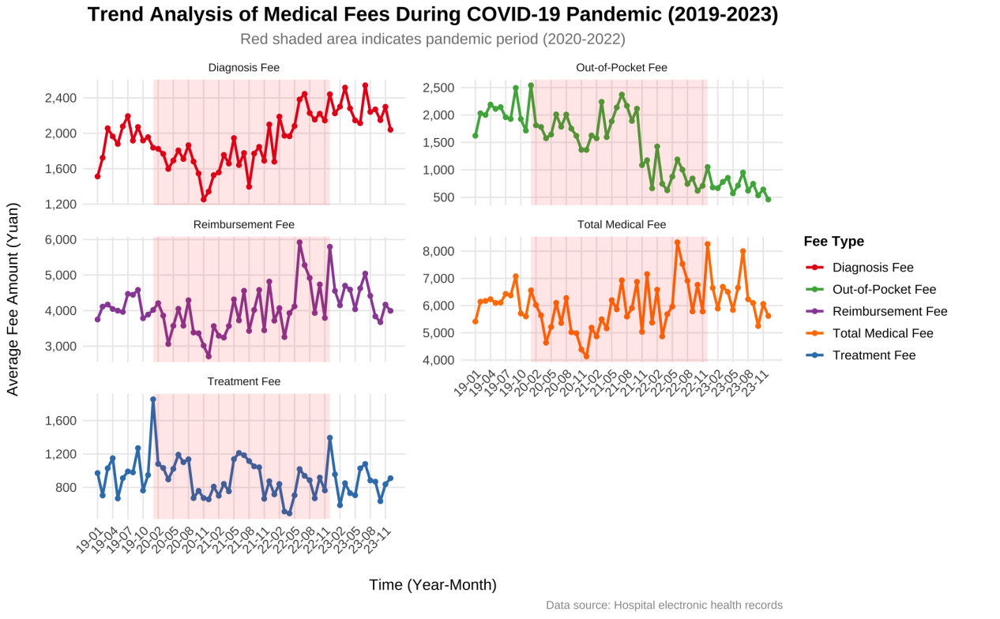 Trend Analysis of Medical Fees During COVID-19 Pandemic (2019-2023)
Red shaded area indicates pandemic period (2020-2022)
Average Fee Amount (Yuan)
Diagnosis Fee
2,400
2,000
1,600
1,200
Out-of-Pocket Fee
2,500
2,000
1,500
1,000
500
Reimbursement Fee
6,000
5,000
4,000
3,000
Total Medical Fee
8,000
7,000
6,000
5,000
4,000
19-01 19-04 19-07 19-10 20-02 20-05 20-08 20-11 21-02 21-05 21-08 21-11 22-02 22-05 22-08 22-11 23-02 23-05 23-08 23-11
Treatment Fee
1,600
1,200
800
19-01 19-04 19-07 19-10 20-02 20-05 20-08 20-11 21-02 21-05 21-08 21-11 22-02 22-05 22-08 22-11 23-02 23-05 23-08 23-11
Fee Type
Diagnosis Fee
Out-of-Pocket Fee
Reimbursement Fee
Total Medical Fee
Treatment Fee
Time (Year-Month)
Data source: Hospital electronic health records